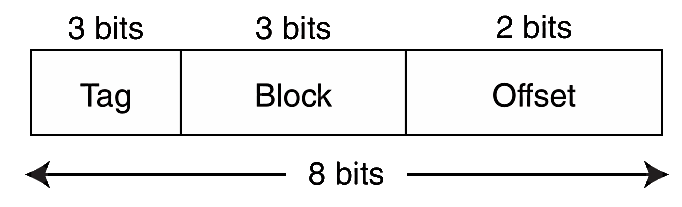 3 bits 3 bits 2 bits
Tag Block Offset
8 bits